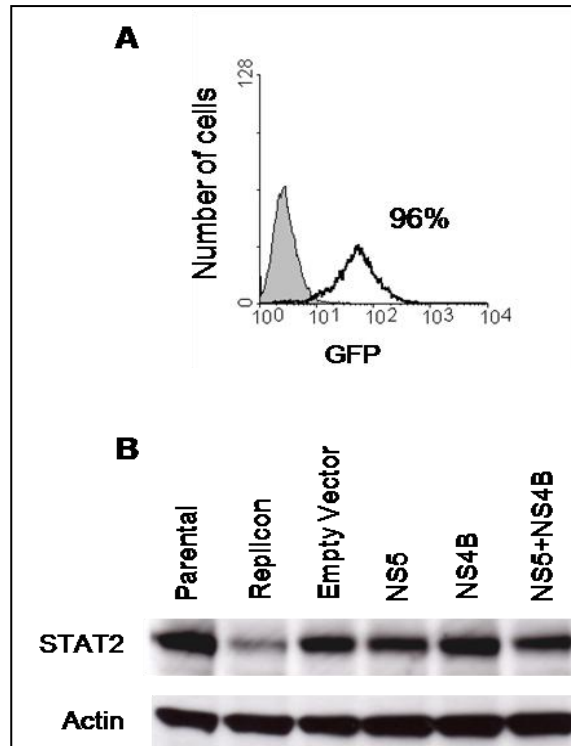 A
128
Number of cells
96%
0
10⁰ 10¹ 10² 10³ 10⁴
GFP
B
Parental
Replicon
Empty Vector
NS5
NS4B
NS5+NS4B
STAT2
Actin